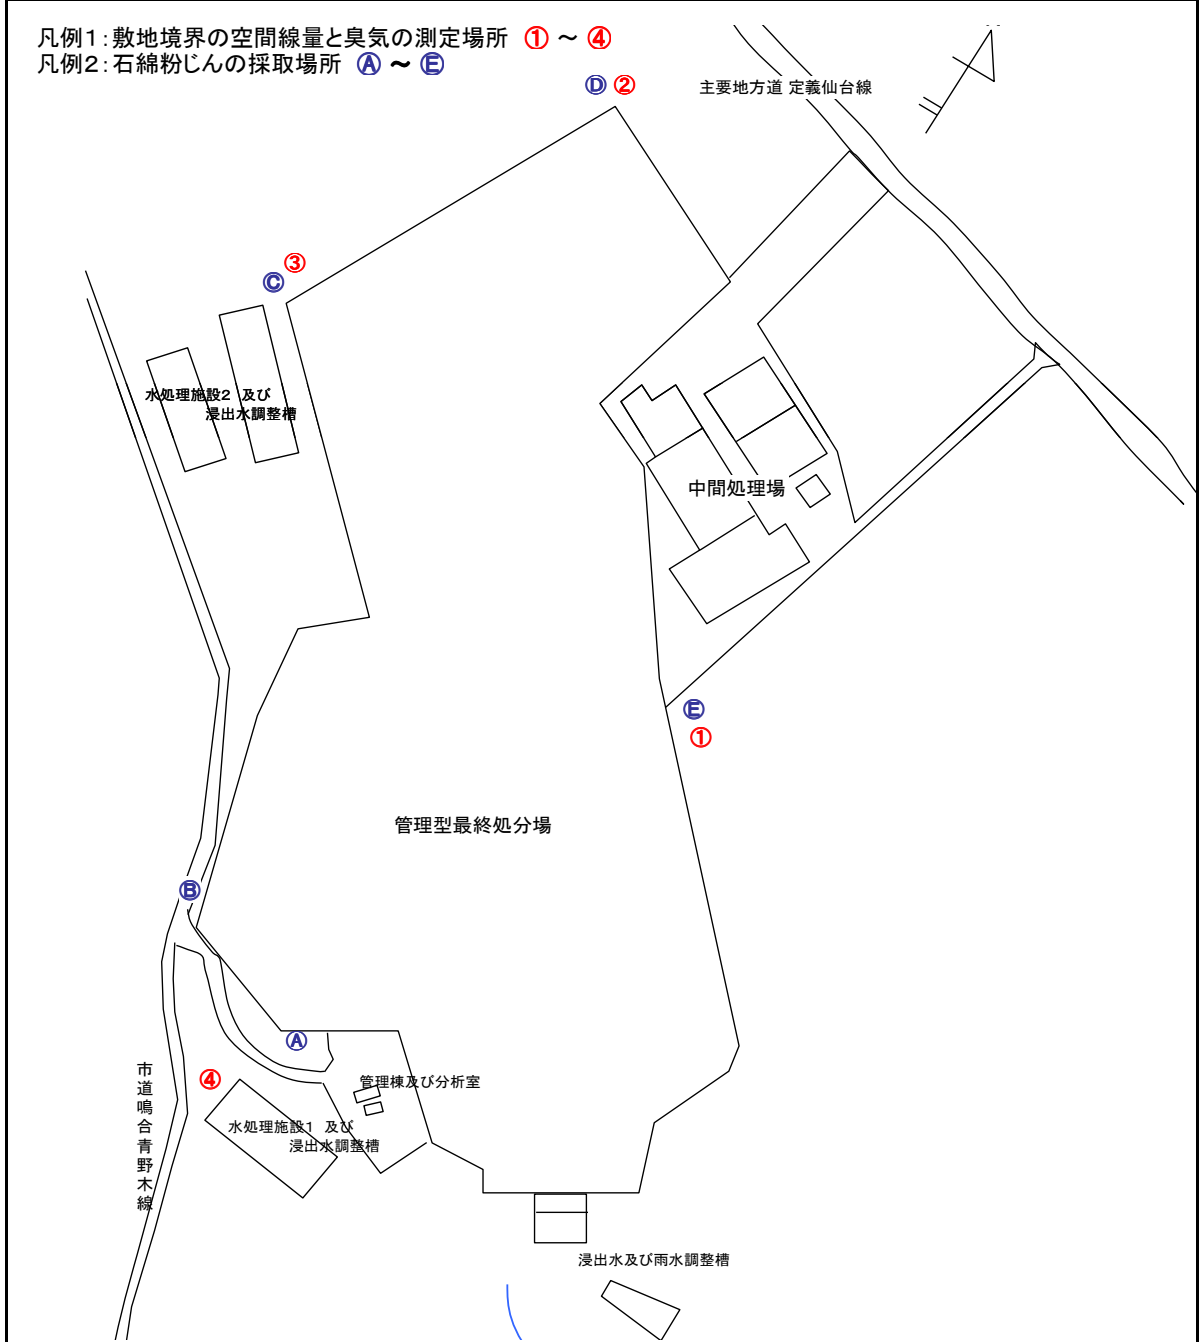 凡例1：敷地境界の空間線量と臭気の測定場所 ① ～ ④
凡例2：石綿粉じんの採取場所 Ⓐ ～ Ⓔ
Ⓓ ②
主要地方道 定義仙台線
③
Ⓒ
水処理施設2 及び
浸出水調整槽
中間処理場
Ⓔ
①
管理型最終処分場
Ⓑ
Ⓐ
④
管理棟及び分析室
市道鳴合青野木線
水処理施設1 及び
浸出水調整槽
浸出水及び雨水調整槽